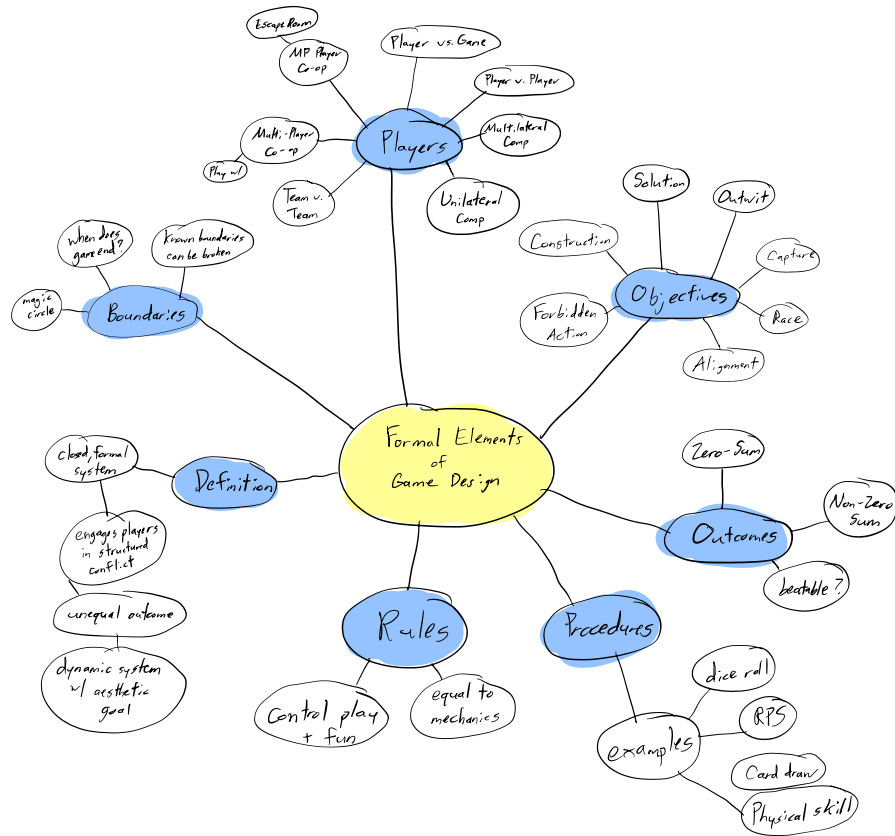 Escape Room
MP Player
Co-op
Player vs. Game
Player v. Player
Multi-Player
Co-op
Players
Multilateral
Comp
Play w/
Team v.
Team
Unilateral
Comp
Solution
Outwit
when does
game end?
Known boundaries
can be broken
Construction
Capture
magic
circle
Boundaries
Forbidden
Action
Objectives
Race
Alignment
Formal Elements
of
Game Design
closed, formal
system
Definition
Zero-Sum
Non-Zero
Sum
Outcomes
engages players
in structured
conflict
beatable?
unequal outcome
Rules
Procedures
dynamic system
w/ aesthetic
goal
Control play
+ fun
equal to
mechanics
dice roll
RPS
examples
Card draw
Physical skill